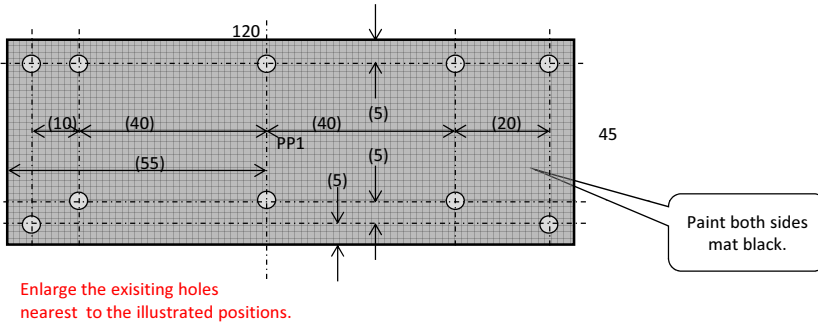 120
(5)
(10)
(40)
(40)
(20)
45
PP1
(55)
(5)
(5)
Paint both sides
mat black.
Enlarge the exisiting holes
nearest to the illustrated positions.